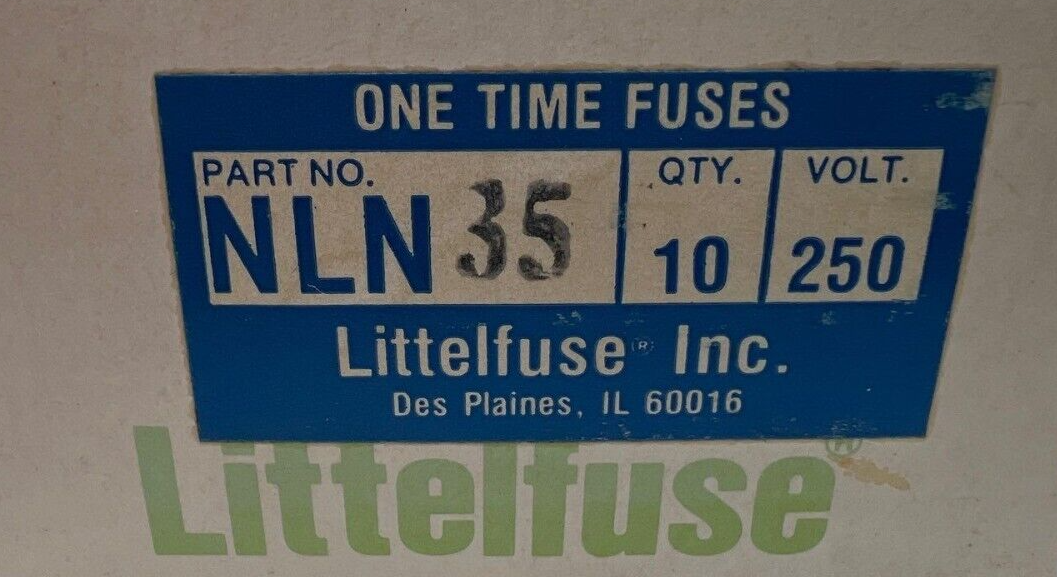 ONE TIME FUSES
PART NO. QTY. VOLT.
NLN 35 10 250
Littelfuse® Inc.
Des Plaines, IL 60016
Littelfuse®